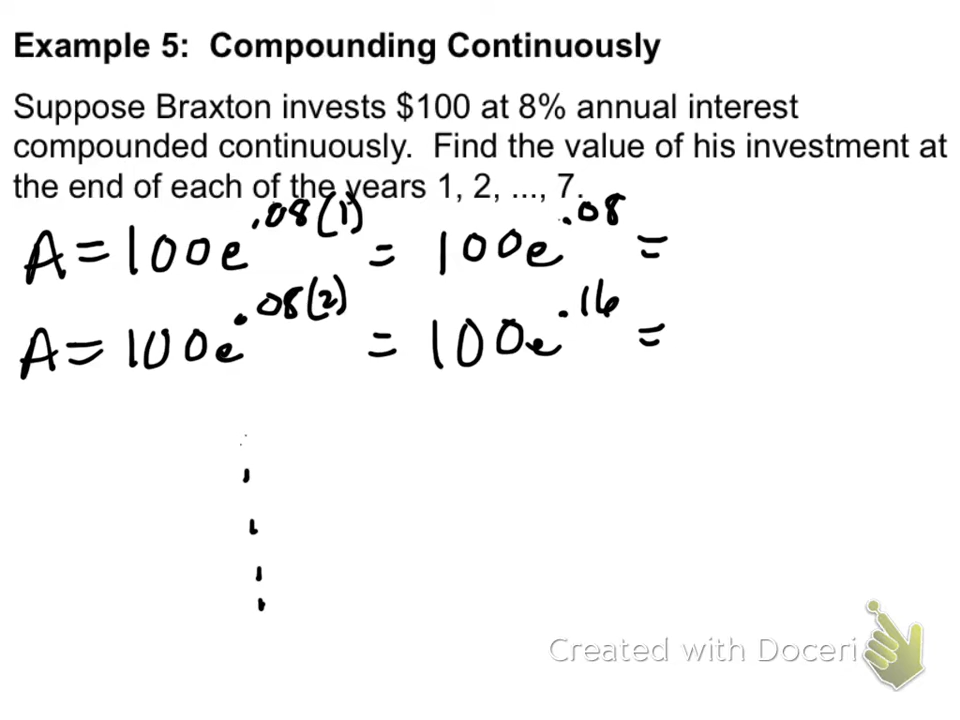 Example 5: Compounding Continuously
Suppose Braxton invests $100 at 8% annual interest
compounded continuously. Find the value of his investment at
the end of each of the years 1, 2, ..., 7.
A = 100e^.08(1) = 100e^.08 =
A = 100e^.08(2) = 100e^.16 =
Created with Doceri